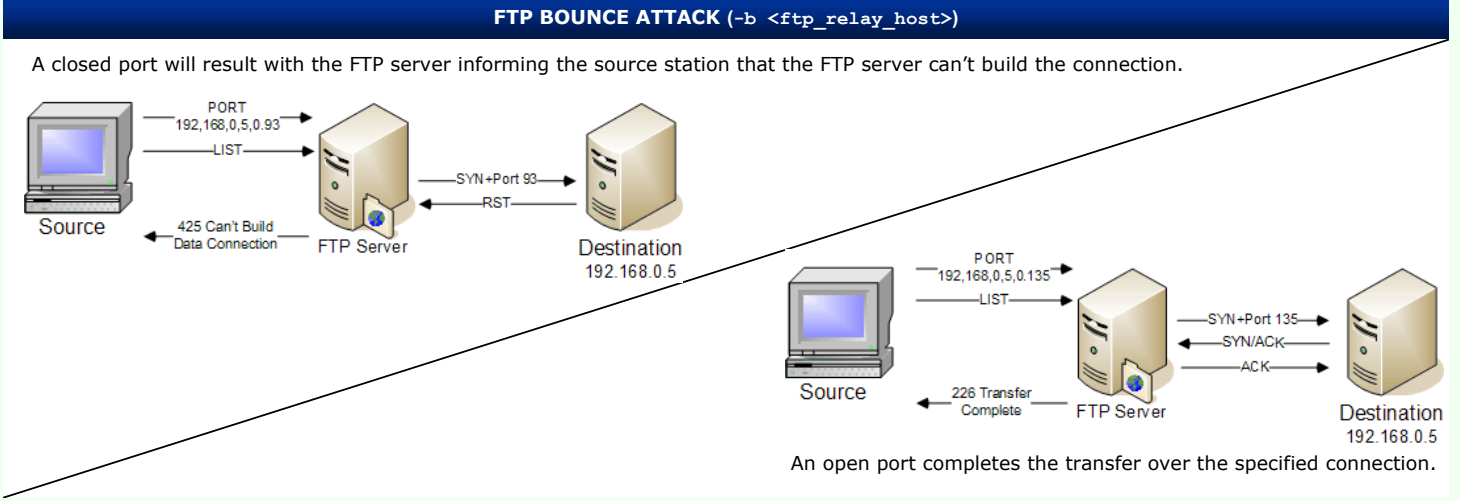 FTP BOUNCE ATTACK (-b <ftp_relay_host>)
A closed port will result with the FTP server informing the source station that the FTP server can’t build the connection.
PORT
192,168,0,5,0.93
LIST
SYN+Port 93
RST
425 Can't Build
Data Connection
Source
FTP Server
Destination
192.168.0.5
PORT
192,168,0,5,0.135
LIST
SYN+Port 135
SYN/ACK
ACK
226 Transfer
Complete
Source
FTP Server
Destination
192.168.0.5
An open port completes the transfer over the specified connection.